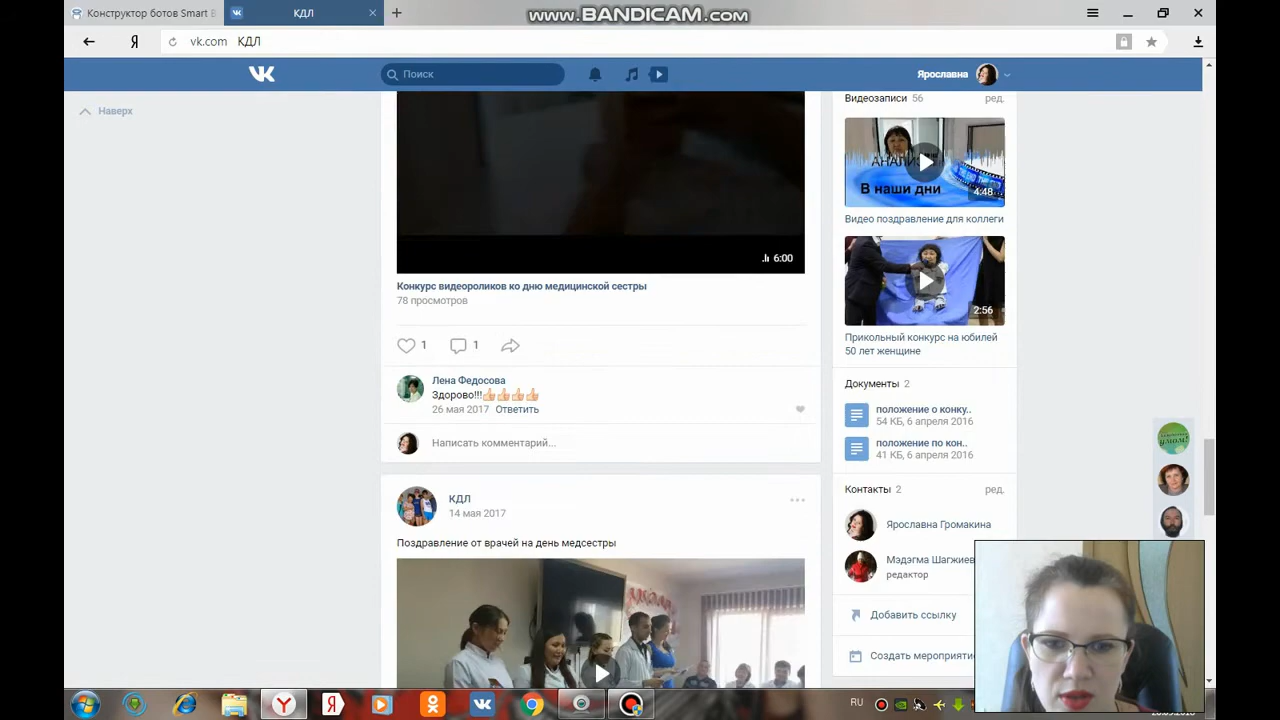 Конструктор ботов Smart B
КДЛ
www.BANDICAM.com
Я
vk.com
КДЛ
Поиск
Ярославна
Наверх
6:00
Конкурс видеороликов ко дню медицинской сестры
78 просмотров
1
1
Лена Федосова
Здорово!!!
26 мая 2017 Ответить
Написать комментарий...
КДЛ
14 мая 2017
Поздравление от врачей на день медсестры
Видеозаписи 56
ред.
В наши дни
4:48
Видео поздравление для коллеги
2:56
Прикольный конкурс на юбилей
50 лет женщине
Документы 2
положение о конку..
54 КБ, 6 апреля 2016
положение по кон..
41 КБ, 6 апреля 2016
Контакты 2
ред.
Ярославна Громакина
Мэдэгма Шагжиев
редактор
Добавить ссылку
Создать мероприяти
RU